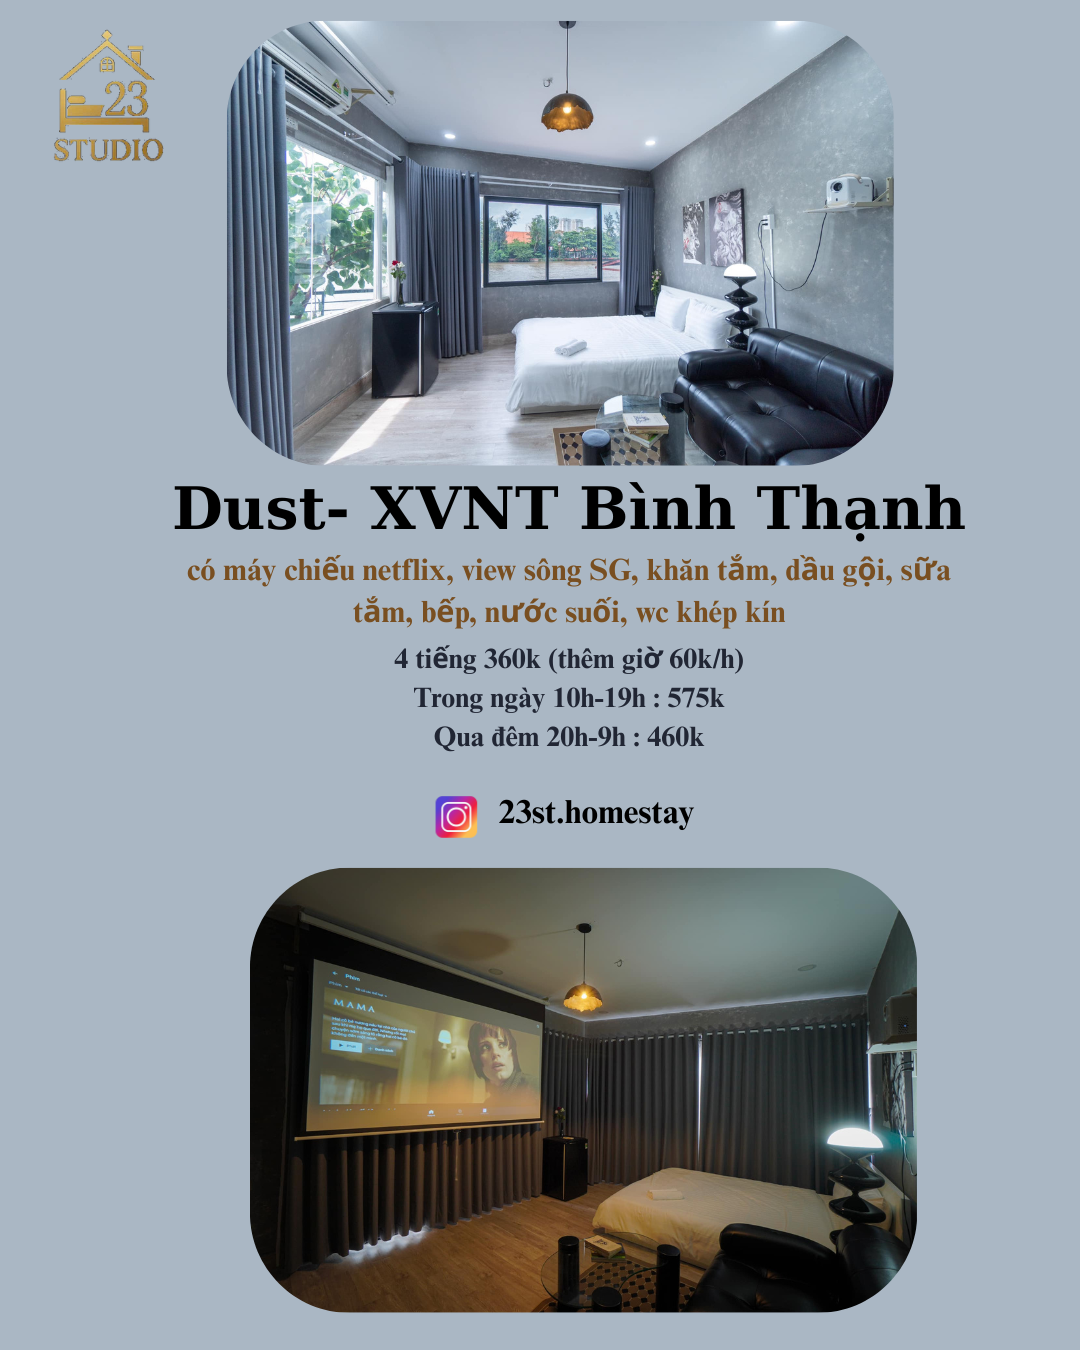 23
STUDIO
Dust- XVNT Bình Thạnh
có máy chiếu netflix, view sông SG, khăn tắm, dầu gội, sữa
tắm, bếp, nước suối, wc khép kín
4 tiếng 360k (thêm giờ 60k/h)
Trong ngày 10h-19h : 575k
Qua đêm 20h-9h : 460k
23st.homestay
Phim
MAMA